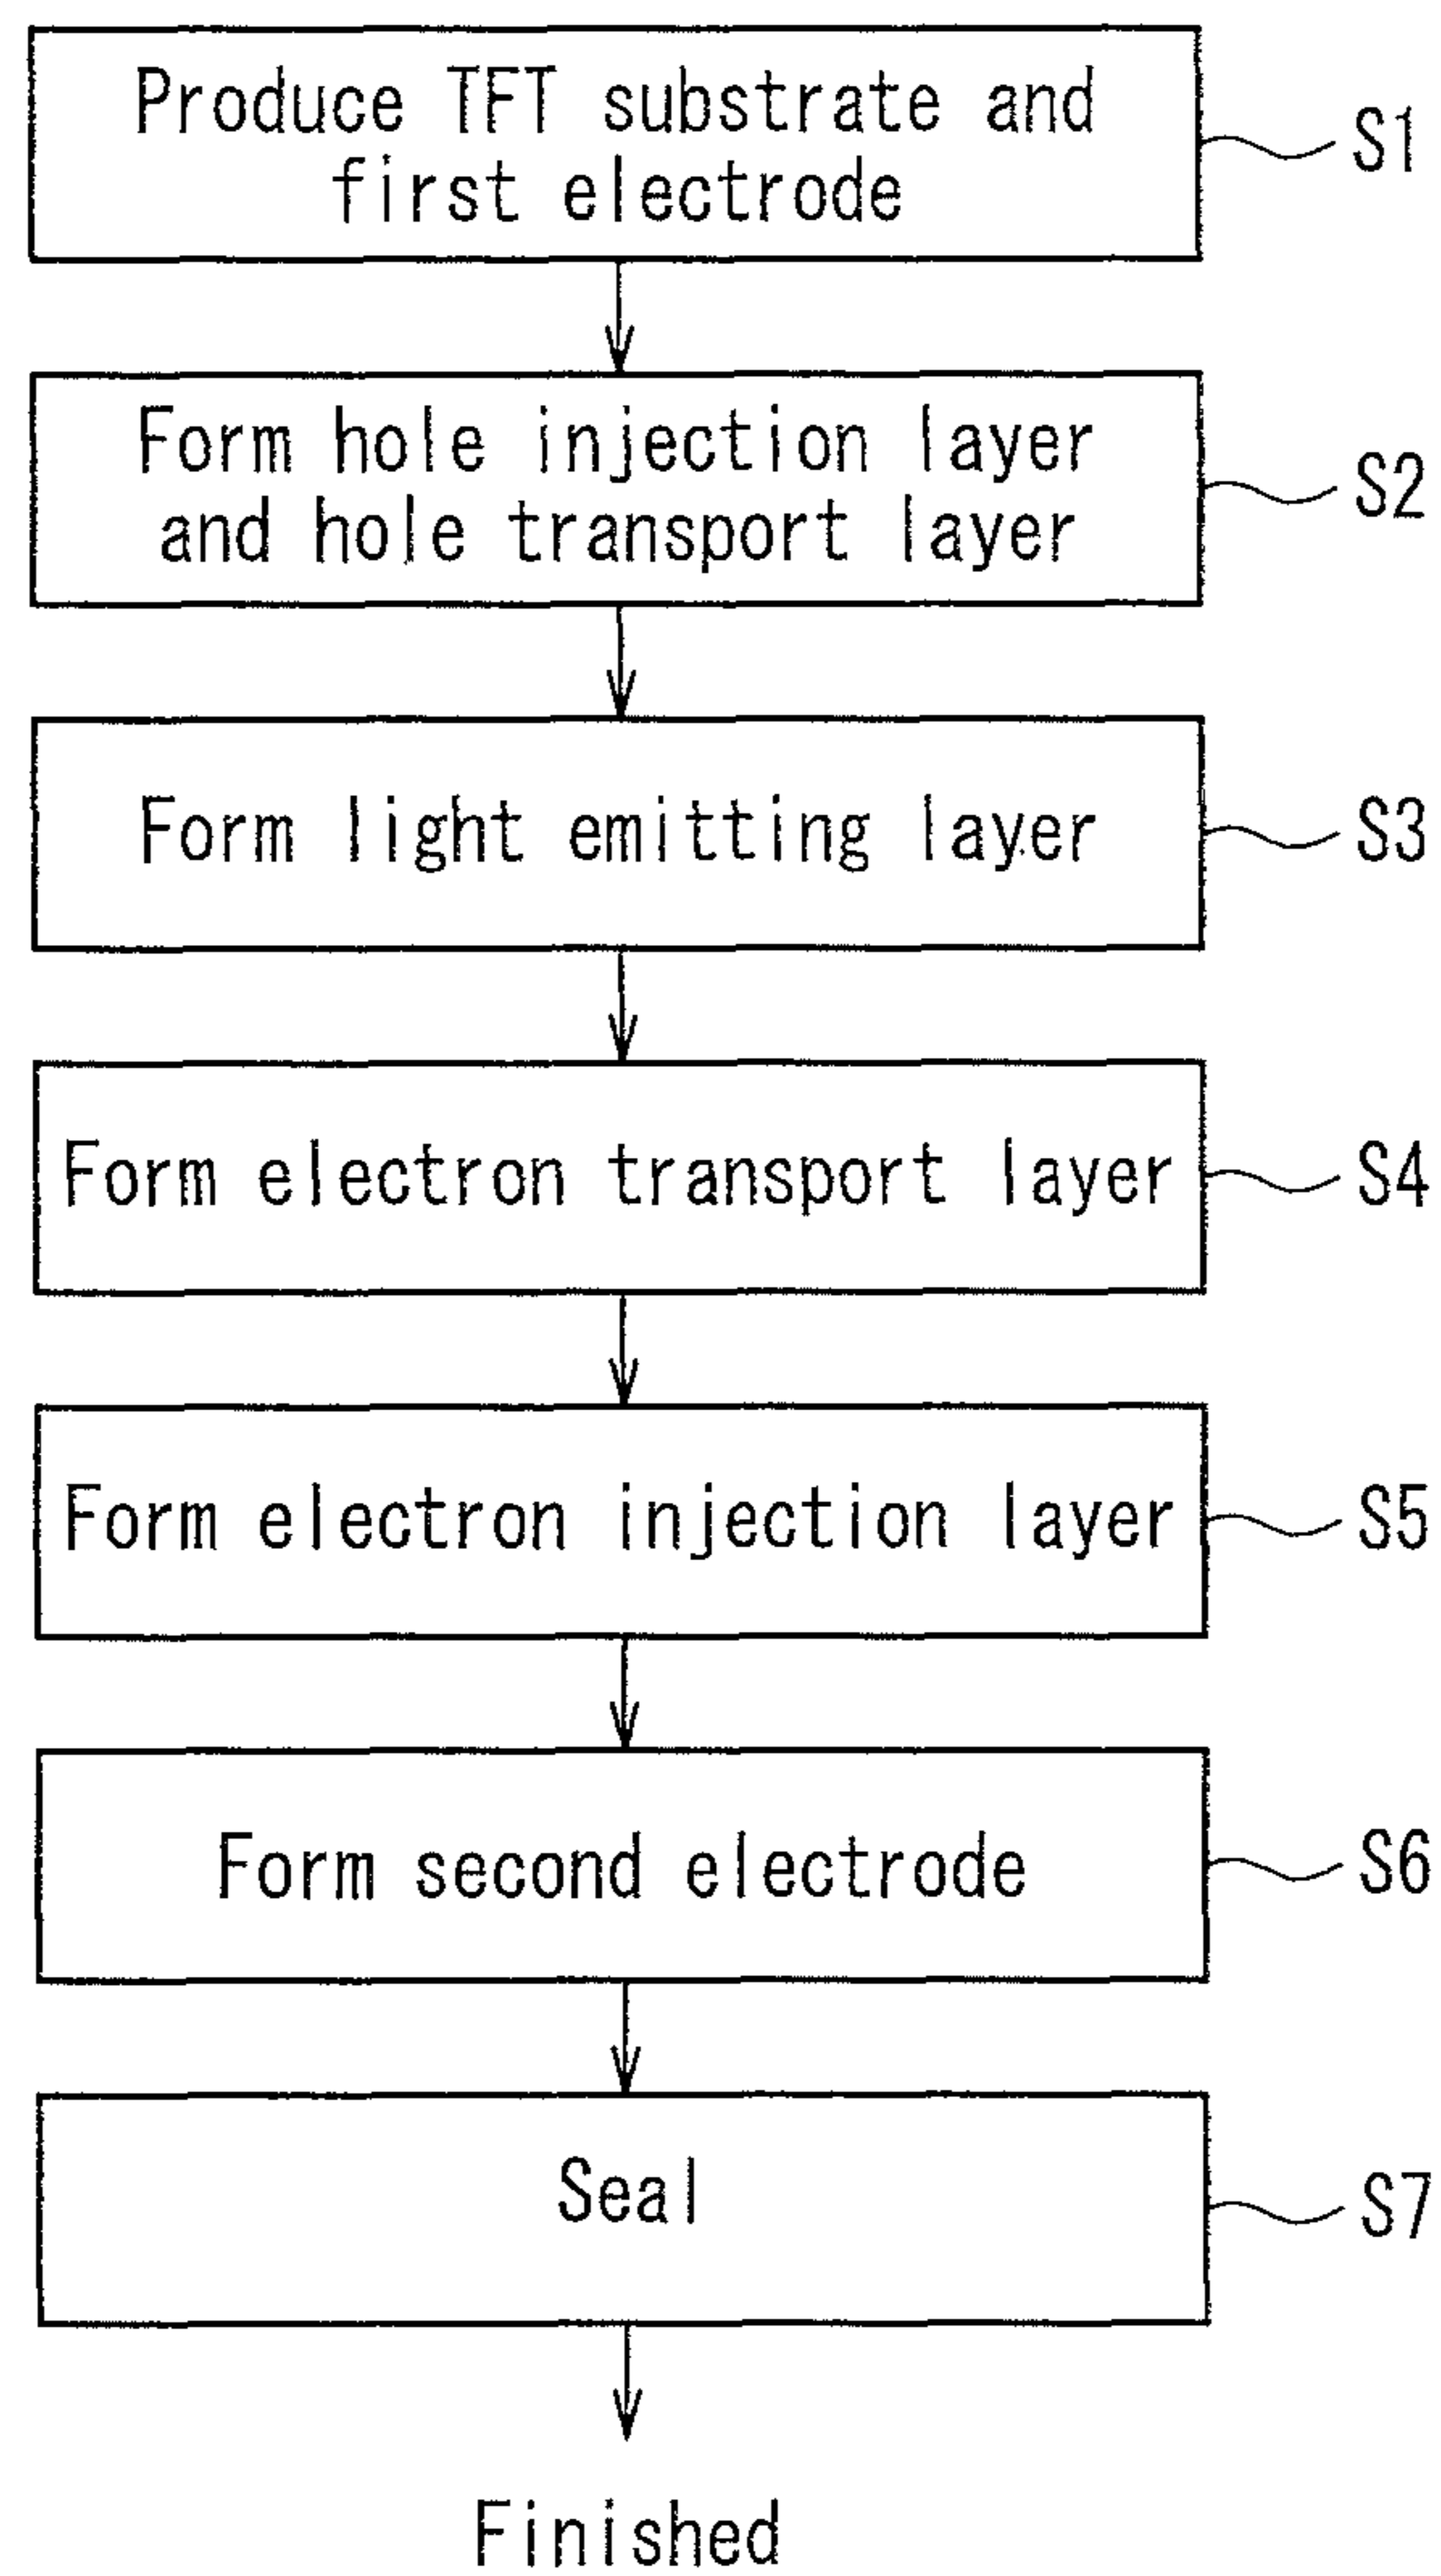 Produce TFT substrate and
first electrode
S1
Form hole injection layer
and hole transport layer
S2
Form light emitting layer
S3
Form electron transport layer
S4
Form electron injection layer
S5
Form second electrode
S6
Seal
S7
Finished